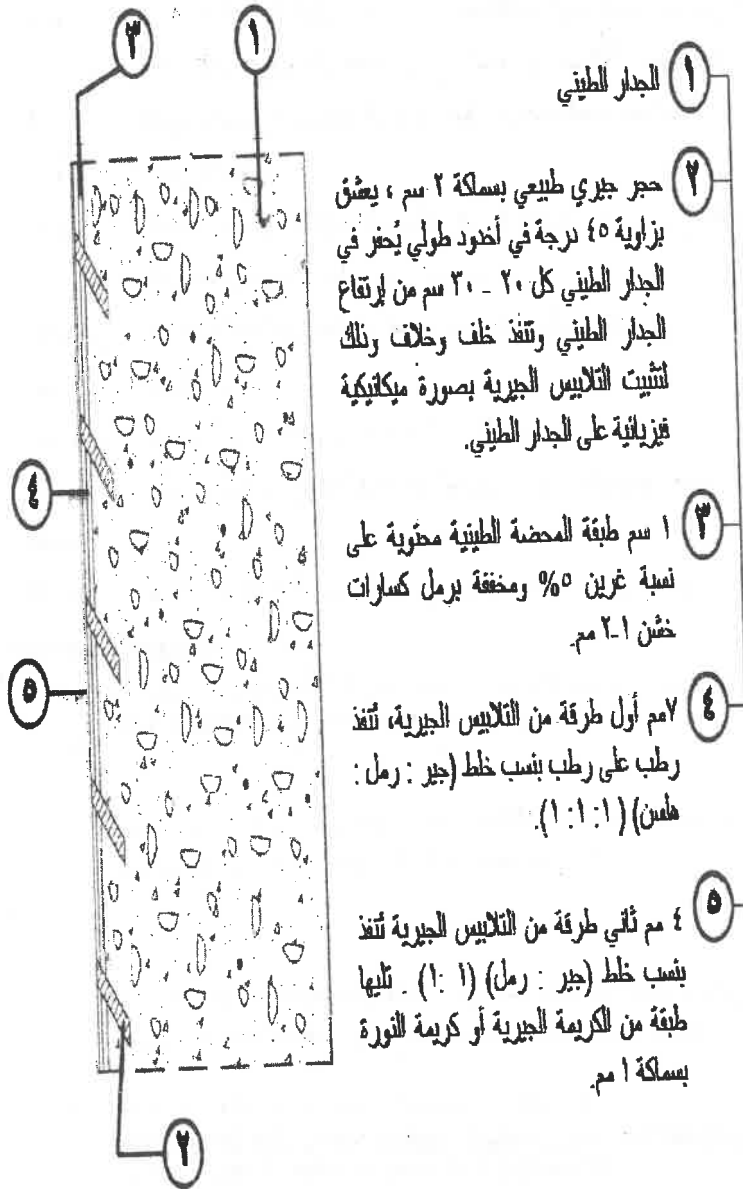 ٣
١
١ الجدار الطيني
٢ حجر جيري طبيعي بسماكة ٢ سم ، يعشق
بزاوية ٤٥ درجة في أخدود طولي يُحفر في
الجدار الطيني كل ٢٠ - ٣٠ سم من إرتفاع
الجدار الطيني وتنفذ خلف وخلاف وذلك
لتثبيت التلابيس الجيرية بصورة ميكانيكية
فيزيائية على الجدار الطيني.
٤
٣ ١ سم طبقة المحضة الطينية محتوية على
نسبة غرين ٥% ومخففة برمل كسارات
خشن ١-٢ مم.
٥
٤ ٧مم أول طرقة من التلابيس الجيرية، تُنفذ
رطب على رطب بنسب خلط (جير : رمل :
هاسن) (١ :١ :١).
٥ ٤ مم ثاني طرقة من التلابيس الجيرية تُنفذ
بنسب خلط (جير : رمل) (١ :١) . تليها
طبقة من الكريمة الجيرية أو كريمة النورة
بسماكة ١ مم.
٢